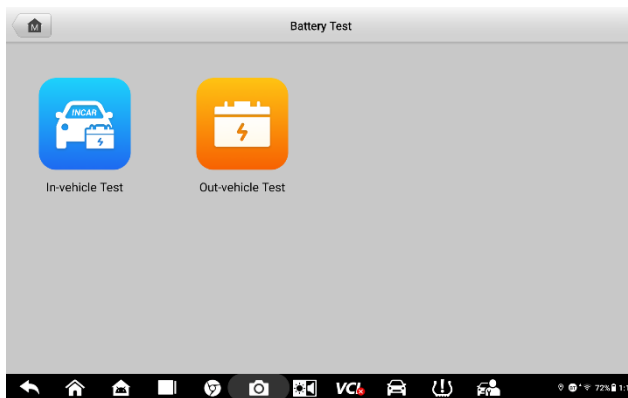 M
Battery Test
INCAR
In-vehicle Test
Out-vehicle Test
VCI
72%